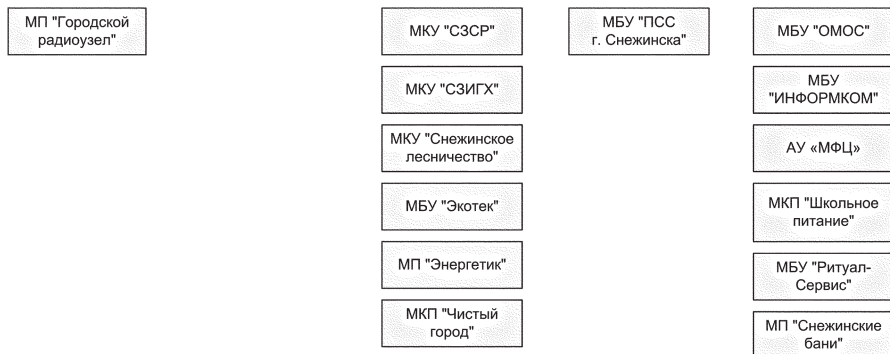 МП "Городской
радиоузел"
МКУ "СЗСР"
МКУ "СЗИГХ"
МКУ "Снежинское
лесничество"
МБУ "Экотек"
МП "Энергетик"
МКП "Чистый
город"
МБУ "ПСС
г. Снежинска"
МБУ "ОМОС"
МБУ
"ИНФОРМКОМ"
АУ «МФЦ»
МКП "Школьное
питание"
МБУ "Ритуал-
Сервис"
МП "Снежинские
бани"